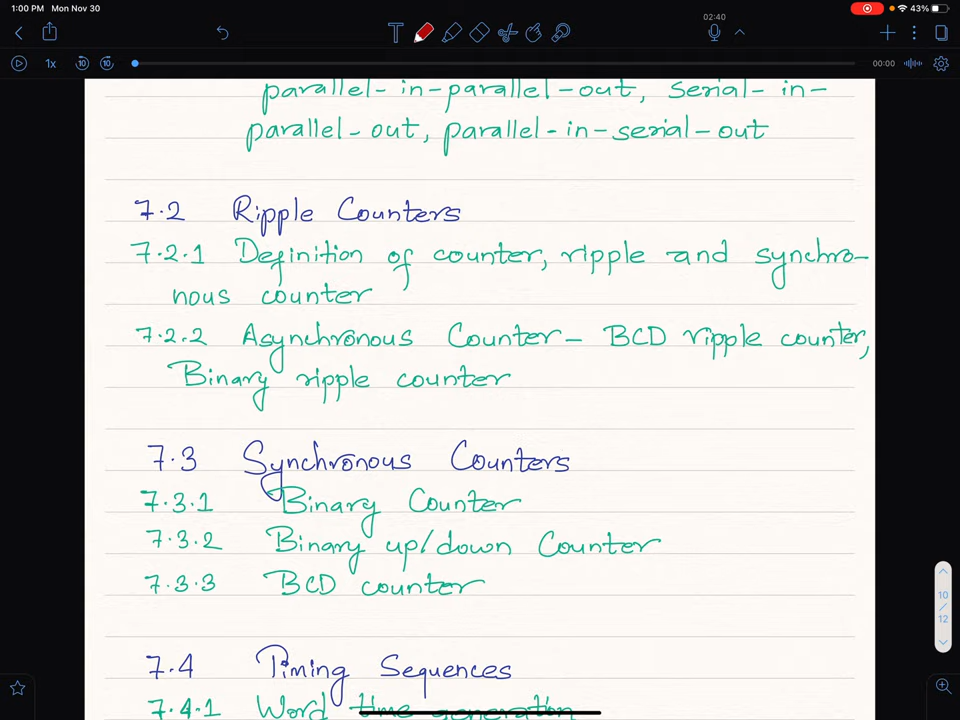 1:00 PM Mon Nov 30
43%
02:40
1x
10
10
00:00
parallel-in-parallel-out, serial-in-
parallel-out, parallel-in-serial-out
7.2 Ripple Counters
7.2.1 Definition of counter, ripple and synchro-
nous counter
7.2.2 Asynchronous Counter- BCD ripple counter,
Binary ripple counter
7.3 Synchronous Counters
7.3.1 Binary Counter
7.3.2 Binary up/down Counter
7.3.3 BCD counter
10
/
12
7.4 Timing Sequences
7.4.1 Word time generation